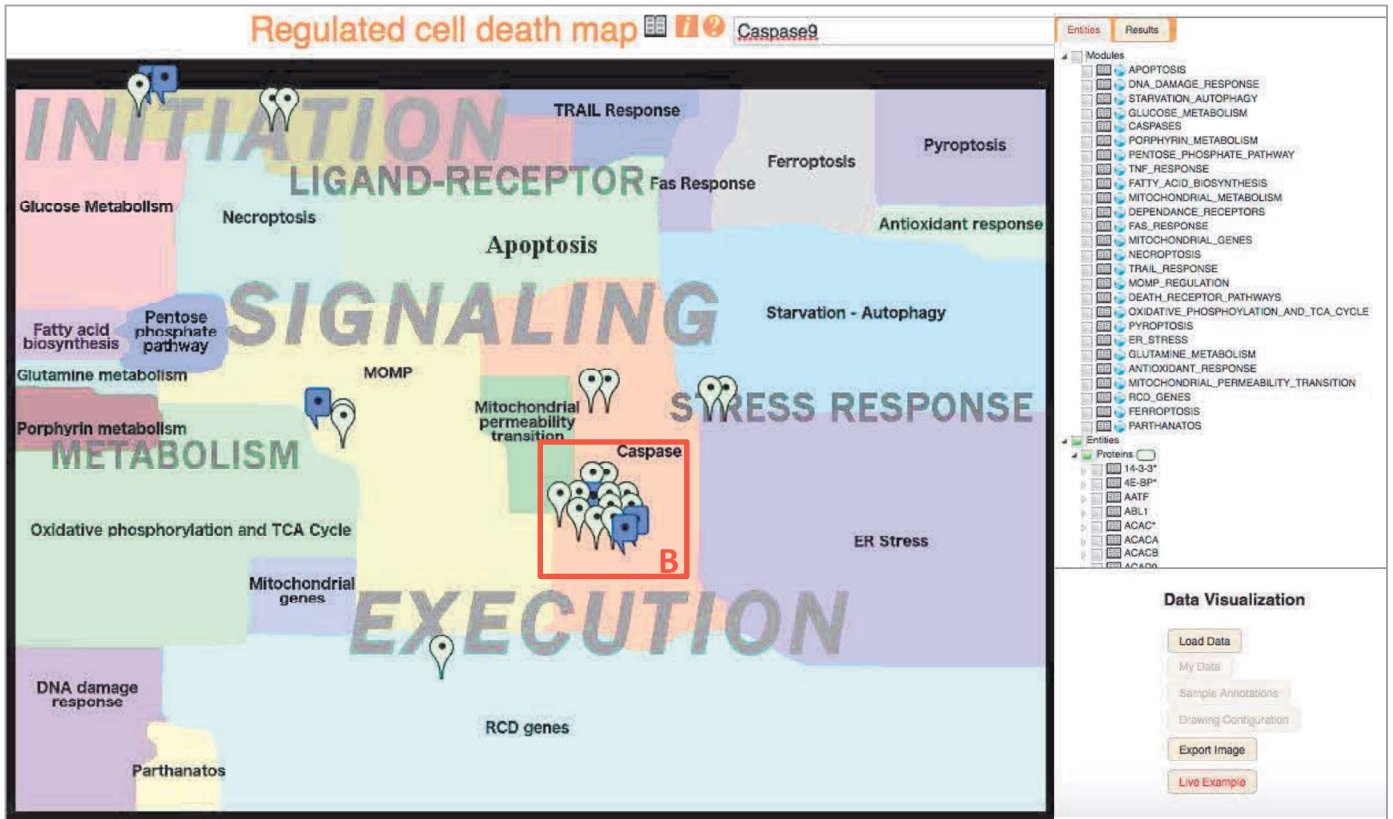 Regulated cell death map
Caspase9
INITIATION
TRAIL Response
Pyroptosis
Ferroptosis
LIGAND-RECEPTOR
Fas Response
Glucose Metabolism
Necroptosis
Antioxidant response
Apoptosis
SIGNALING
Pentose
phosphate
pathway
Fatty acid
biosynthesis
Starvation - Autophagy
Glutamine metabolism
MOMP
Mitochondrial
permeability
transition
STRESS RESPONSE
Porphyrin metabolism
METABOLISM
Caspase
B
Oxidative phosphorylation and TCA Cycle
ER Stress
Mitochondrial
genes
EXECUTION
DNA damage
response
RCD genes
Parthanatos
Entities
Results
Modules
APOPTOSIS
DNA_DAMAGE_RESPONSE
STARVATION_AUTOPHAGY
GLUCOSE_METABOLISM
CASPASES
PORPHYRIN_METABOLISM
PENTOSE_PHOSPHATE_PATHWAY
TNF_RESPONSE
FATTY_ACID_BIOSYNTHESIS
MITOCHONDRIAL_METABOLISM
DEPENDANCE_RECEPTORS
FAS_RESPONSE
MITOCHONDRIAL_GENES
NECROPTOSIS
TRAIL_RESPONSE
MOMP_REGULATION
DEATH_RECEPTOR_PATHWAYS
OXIDATIVE_PHOSPHOYLATION_AND_TCA_CYCLE
PYROPTOSIS
ER_STRESS
GLUTAMINE_METABOLISM
ANTIOXIDANT_RESPONSE
MITOCHONDRIAL_PERMEABILITY_TRANSITION
RCD_GENES
FERROPTOSIS
PARTHANATOS
Entities
Proteins
14-3-3*
4E-BP*
AATF
ABL1
ACAC*
ACACA
ACACB
Data Visualization
Load Data
My Data
Sample Annotations
Drawing Configuration
Export Image
Live Example